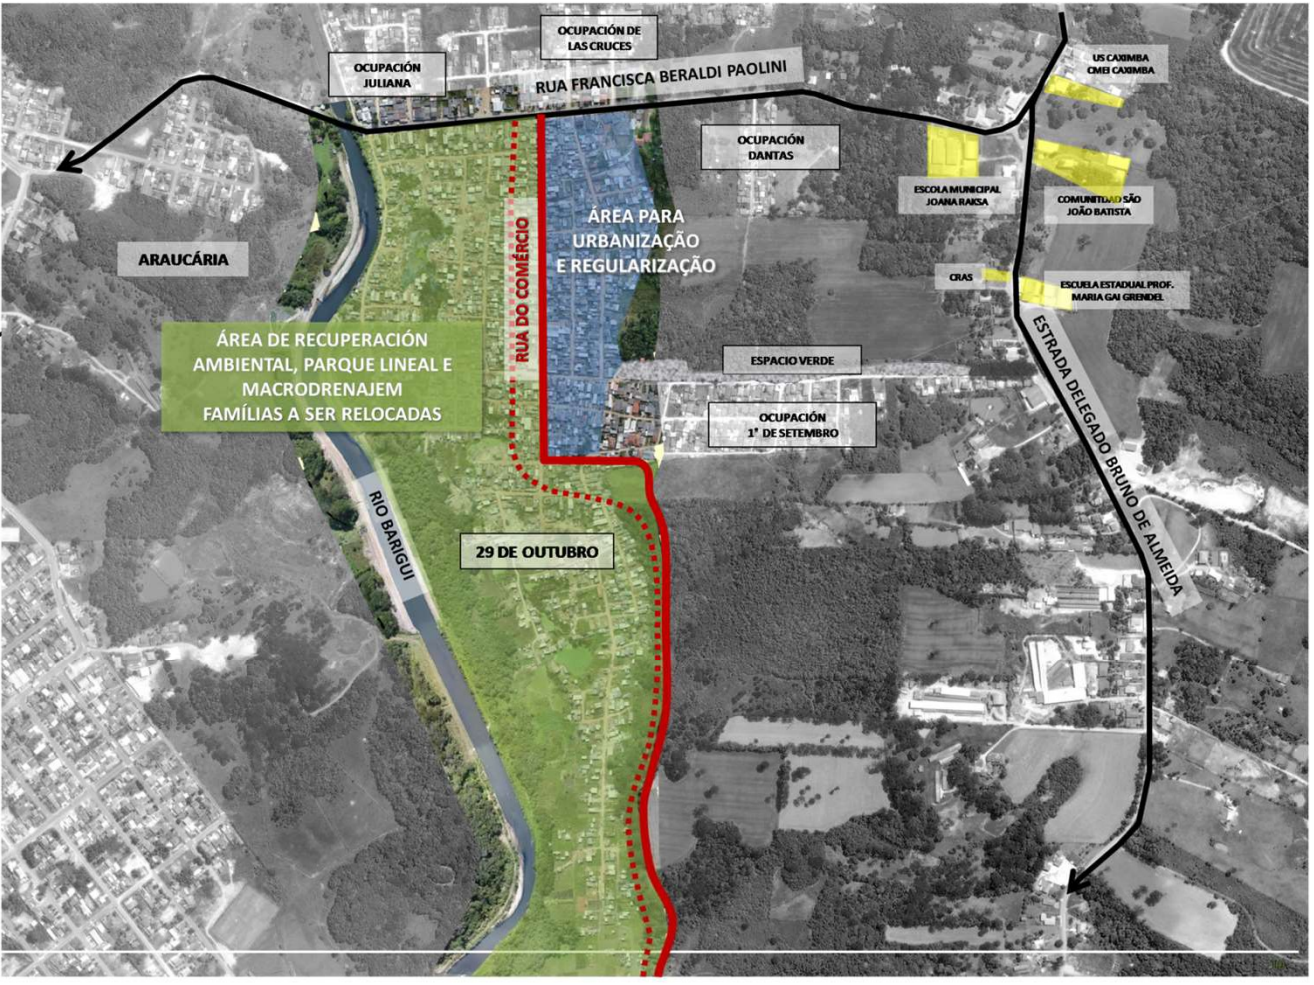 OCUPACIÓN DE
LAS CRUCES
OCUPACIÓN
JULIANA
RUA FRANCISCA BERALDI PAOLINI
US CAXIMBA
CMEI CAXIMBA
OCUPACIÓN
DANTAS
ESCOLA MUNICIPAL
JOANA RAKSA
COMUNITDAD SÃO
JOÃO BATISTA
ÁREA PARA
URBANIZAÇÃO
E REGULARIZAÇÃO
RUA DO COMÉRCIO
ARAUCÁRIA
CRAS
ESCUELA ESTADUAL PROF.
MARIA GAI GRENDEL
ÁREA DE RECUPERACIÓN
AMBIENTAL, PARQUE LINEAL E
MACRODRENAJEM
FAMÍLIAS A SER RELOCADAS
ESPACIO VERDE
OCUPACIÓN
1° DE SETEMBRO
ESTRADA DELEGADO BRUNO DE ALMEIDA
RIO BARIGUI
29 DE OUTUBRO